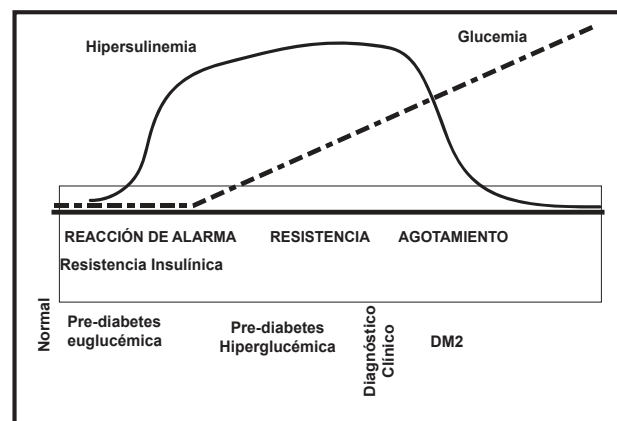 Hipersulinemia
Glucemia
REACCIÓN DE ALARMA
RESISTENCIA
AGOTAMIENTO
Resistencia Insulínica
Normal
Pre-diabetes
euglucémica
Pre-diabetes
Hiperglucémica
Diagnóstico
Clínico
DM2